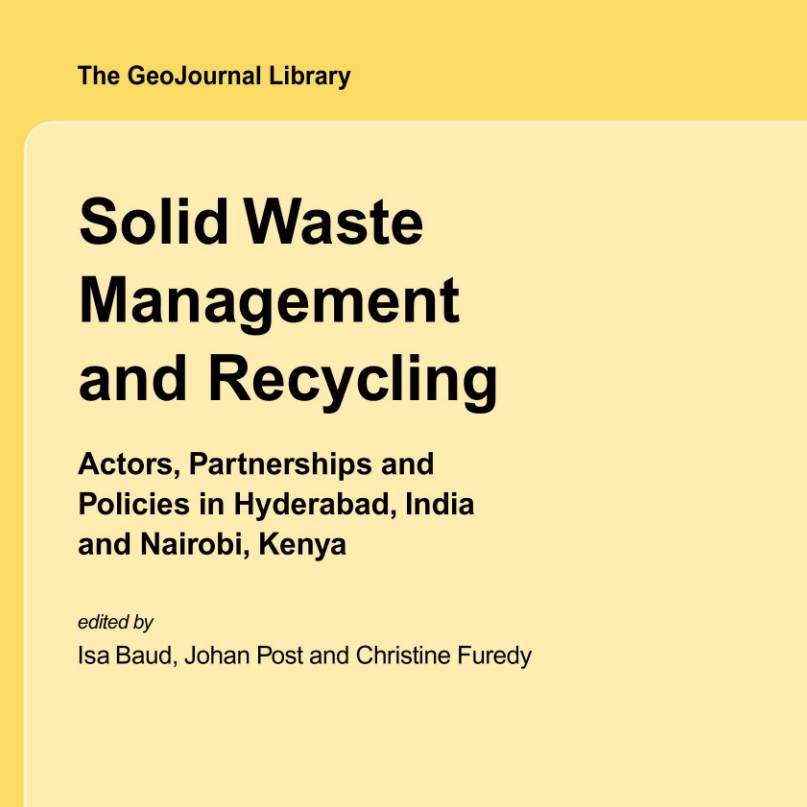 The GeoJournal Library
Solid Waste
Management
and Recycling
Actors, Partnerships and
Policies in Hyderabad, India
and Nairobi, Kenya
edited by
Isa Baud, Johan Post and Christine Furedy